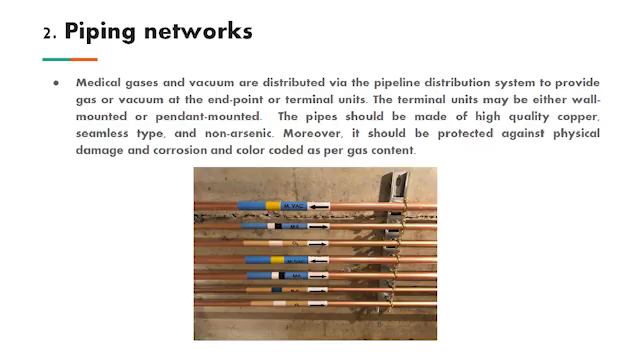 2. Piping networks
● Medical gases and vacuum are distributed via the pipeline distribution system to provide
gas or vacuum at the end-point or terminal units. The terminal units may be either wall-
mounted or pendant-mounted. The pipes should be made of high quality copper,
seamless type, and non-arsenic. Moreover, it should be protected against physical
damage and corrosion and color coded as per gas content.
M. VAC